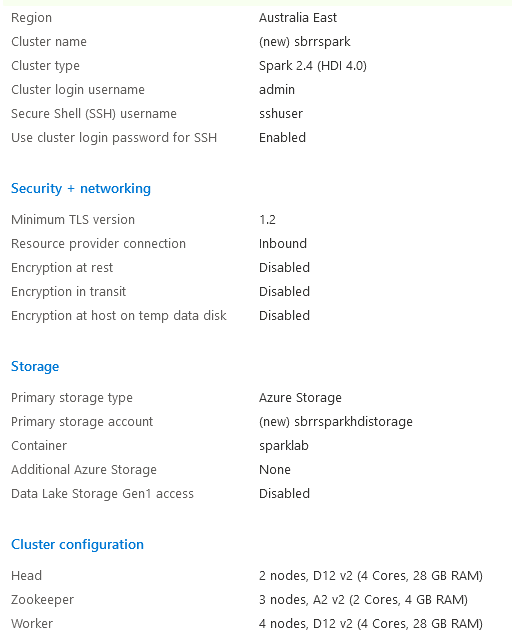 Region Australia East
Cluster name (new) sbrrspark
Cluster type Spark 2.4 (HDI 4.0)
Cluster login username admin
Secure Shell (SSH) username sshuser
Use cluster login password for SSH Enabled
Security + networking
Minimum TLS version 1.2
Resource provider connection Inbound
Encryption at rest Disabled
Encryption in transit Disabled
Encryption at host on temp data disk Disabled
Storage
Primary storage type Azure Storage
Primary storage account (new) sbrrsparkhdistorage
Container sparklab
Additional Azure Storage None
Data Lake Storage Gen1 access Disabled
Cluster configuration
Head 2 nodes, D12 v2 (4 Cores, 28 GB RAM)
Zookeeper 3 nodes, A2 v2 (2 Cores, 4 GB RAM)
Worker 4 nodes, D12 v2 (4 Cores, 28 GB RAM)